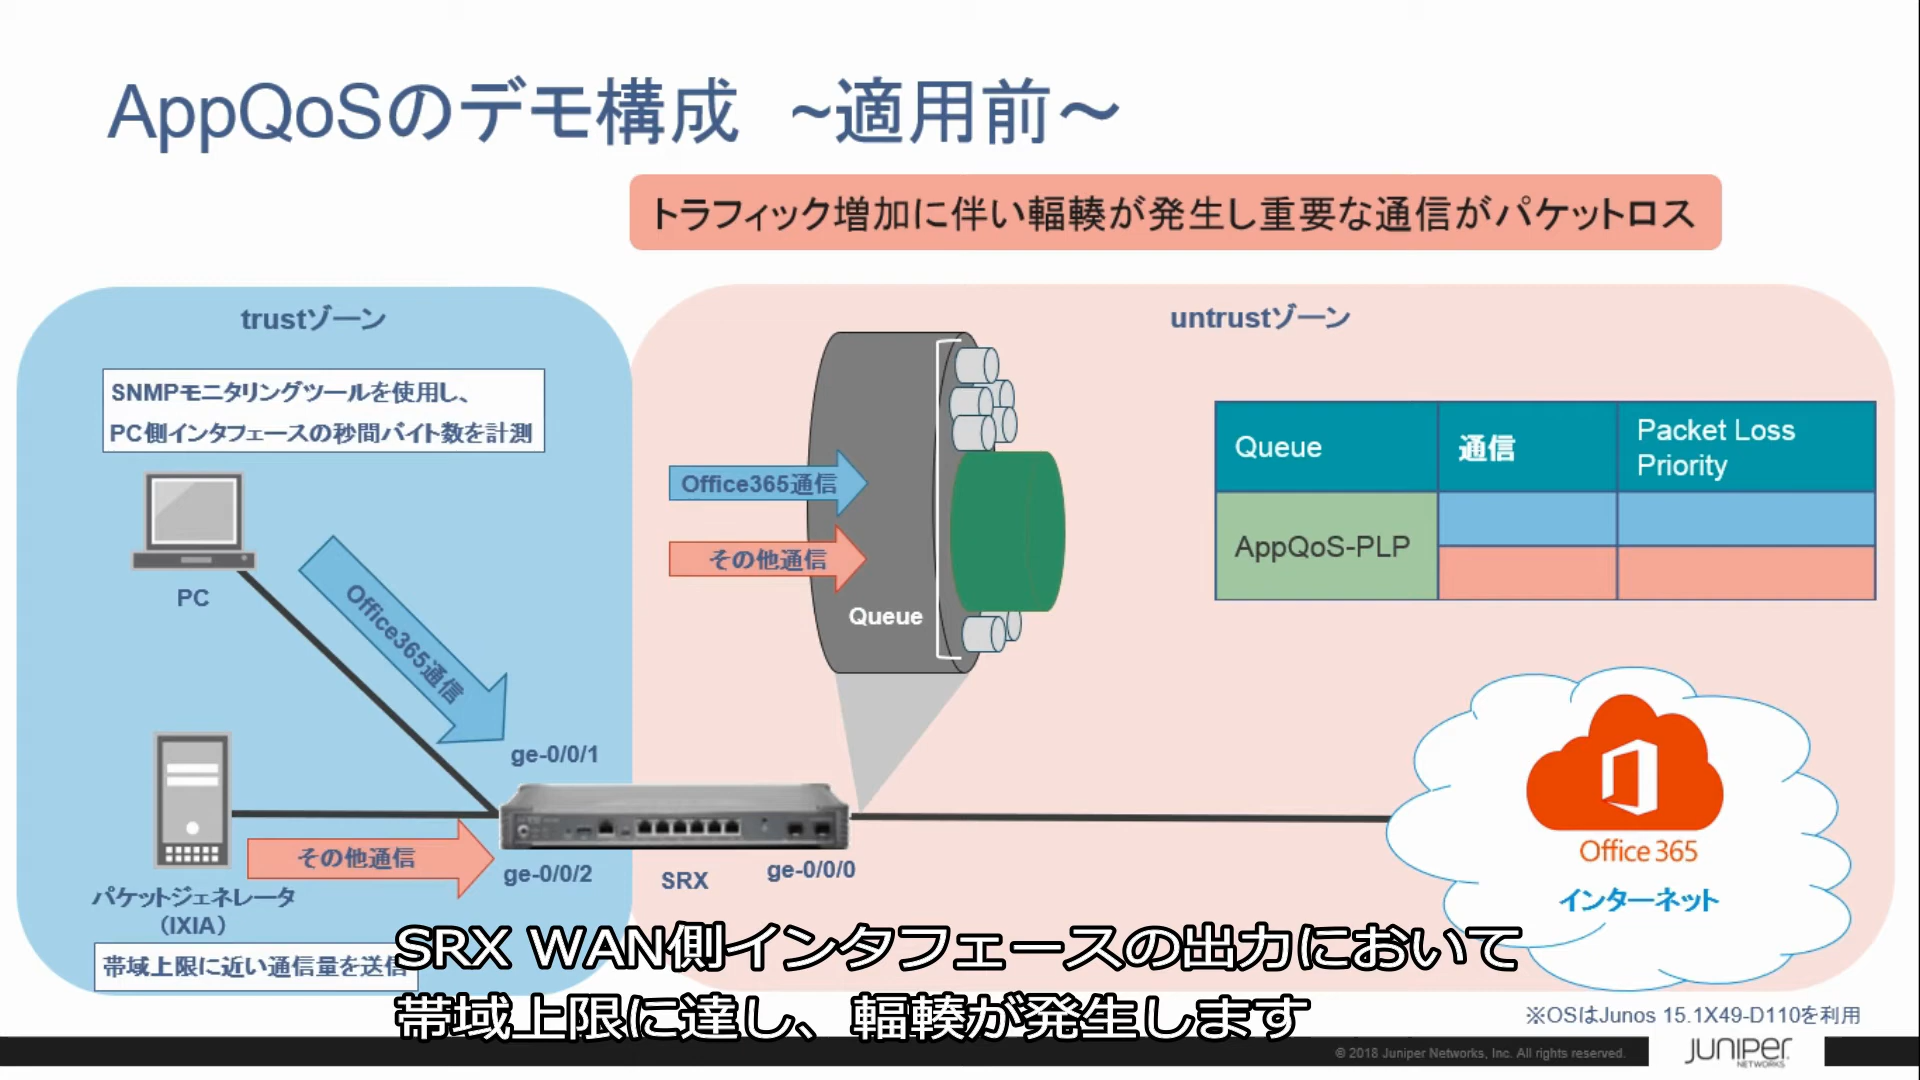 AppQoSのデモ構成 ~適用前～
トラフィック増加に伴い輻輳が発生し重要な通信がパケットロス
trustゾーン
untrustゾーン
SNMPモニタリングツールを使用し、
PC側インタフェースの秒間バイト数を計測
PC
Office365通信
パケットジェネレータ
（IXIA）
その他通信
帯域上限に近い通信量を送信
ge-0/0/1
ge-0/0/2
SRX
ge-0/0/0
Office365通信
その他通信
Queue
Queue
通信
Packet Loss
Priority
AppQoS-PLP
Office 365
インターネット
SRX WAN側インタフェースの出力において
帯域上限に達し、輻輳が発生します
※OSはJunos 15.1X49-D110を利用
© 2018 Juniper Networks, Inc. All rights reserved.
JUNIPER
NETWORKS